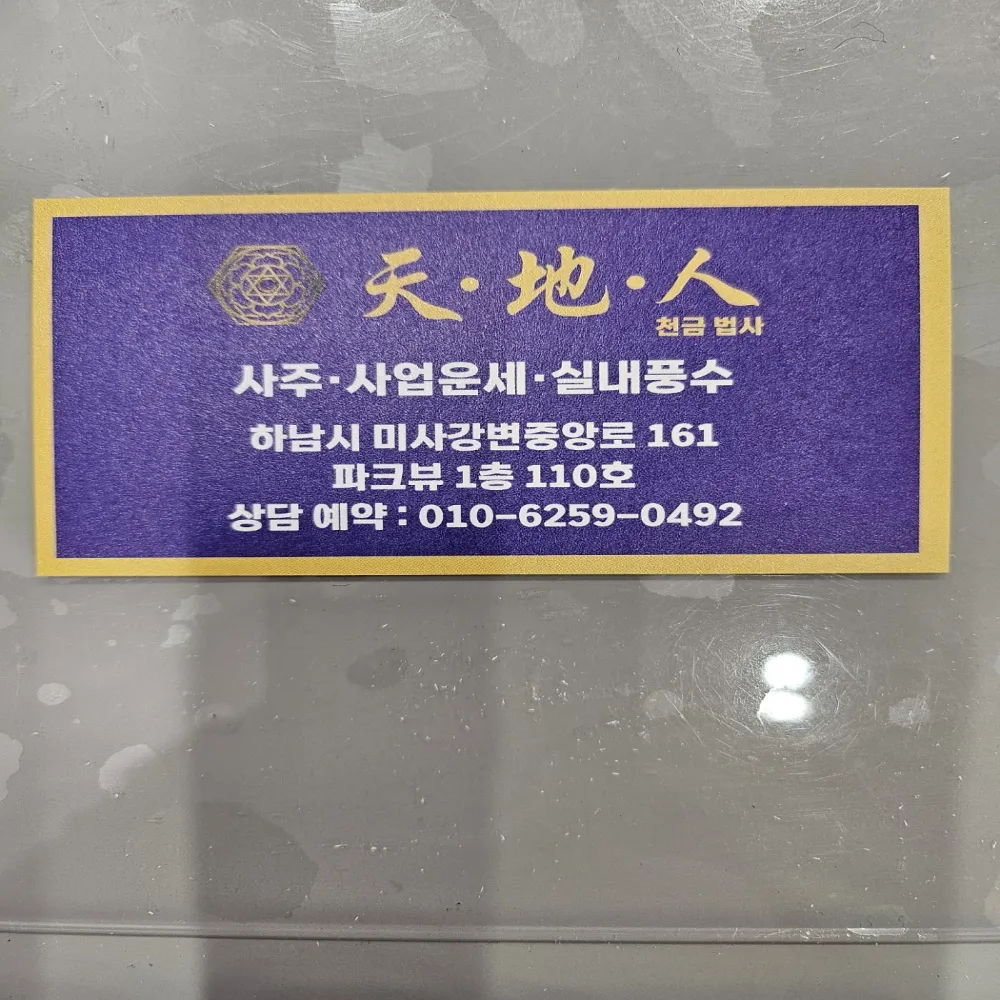 天·地·人
천금 법사
사주·사업운세·실내풍수
하남시 미사강변중앙로 161
파크뷰 1층 110호
상담 예약 : 010-6259-0492